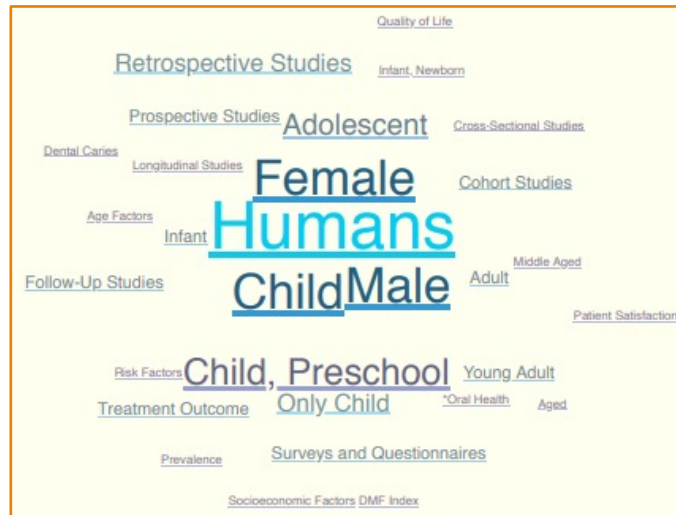 Quality of Life
Retrospective Studies
Infant, Newborn
Prospective Studies
Adolescent
Cross-Sectional Studies
Dental Caries
Longitudinal Studies
Female
Cohort Studies
Age Factors
Infant
Humans
Middle Aged
Follow-Up Studies
Child
Male
Adult
Patient Satisfaction
Risk Factors
Child, Preschool
Young Adult
Treatment Outcome
Only Child
*Oral Health
Aged
Prevalence
Surveys and Questionnaires
Socioeconomic Factors
DMF Index